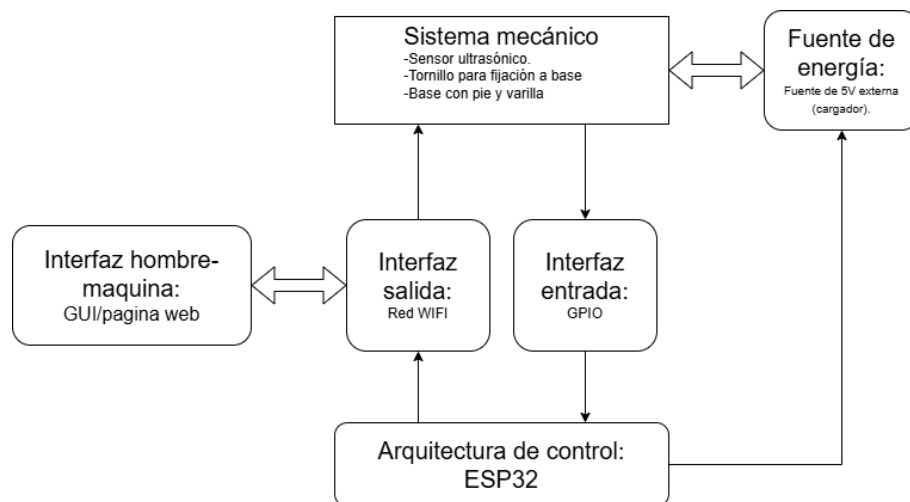 Sistema mecánico
-Sensor ultrasónico.
-Tornillo para fijación a base
-Base con pie y varilla
Fuente de
energía:
Fuente de 5V externa
(cargador).
Interfaz hombre-
maquina:
GUI/pagina web
Interfaz
salida:
Red WIFI
Interfaz
entrada:
GPIO
Arquitectura de control:
ESP32